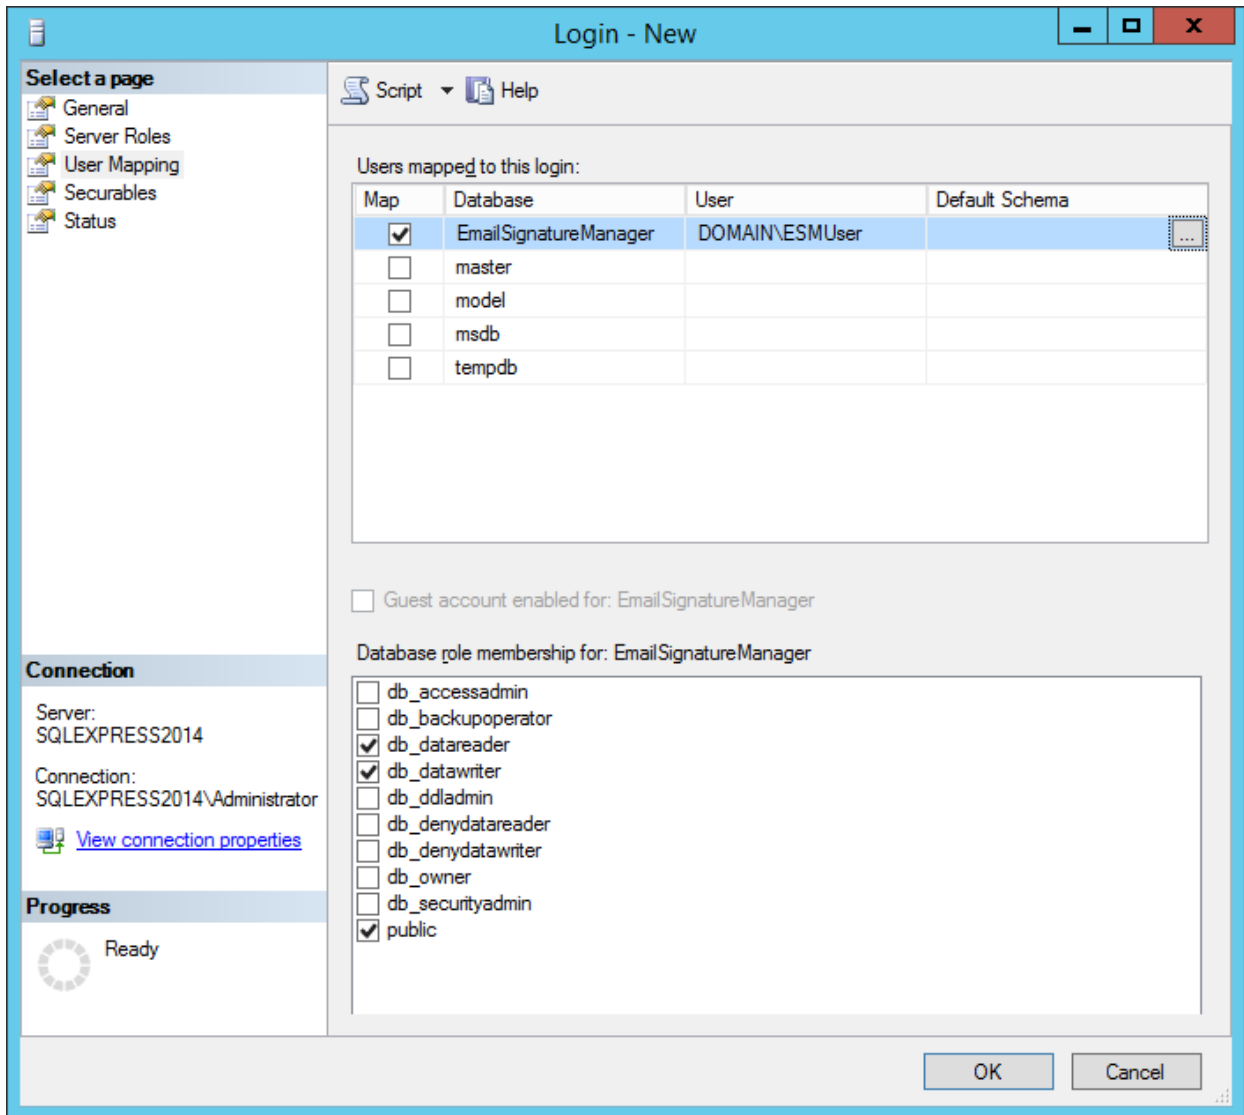 Login - New
Select a page
General
Server Roles
User Mapping
Securables
Status
Script
Help
Users mapped to this login:
Map Database User Default Schema
EmailSignatureManager DOMAIN\ESMUser ...
master
model
msdb
tempdb
Guest account enabled for: EmailSignatureManager
Database role membership for: EmailSignatureManager
db_accessadmin
db_backupoperator
db_datareader
db_datawriter
db_ddladmin
db_denydatareader
db_denydatawriter
db_owner
db_securityadmin
public
Connection
Server:
SQLEXPRESS2014
Connection:
SQLEXPRESS2014\Administrator
View connection properties
Progress
Ready
OK
Cancel